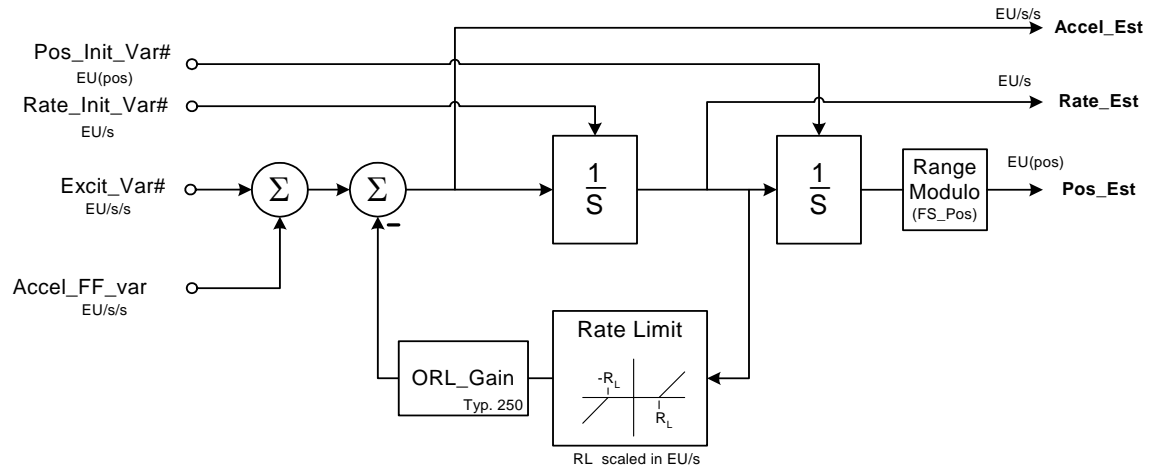 EU/s/s
Accel_Est
Pos_Init_Var#
EU(pos)
Rate_Init_Var#
EU/s
EU/s
Rate_Est
Excit_Var#
EU/s/s
Σ
Σ
1
S
1
S
Range
Modulo
(FS_Pos)
EU(pos)
Pos_Est
−
Accel_FF_var
EU/s/s
ORL_Gain
Typ. 250
Rate Limit
-RL
RL
RL scaled in EU/s